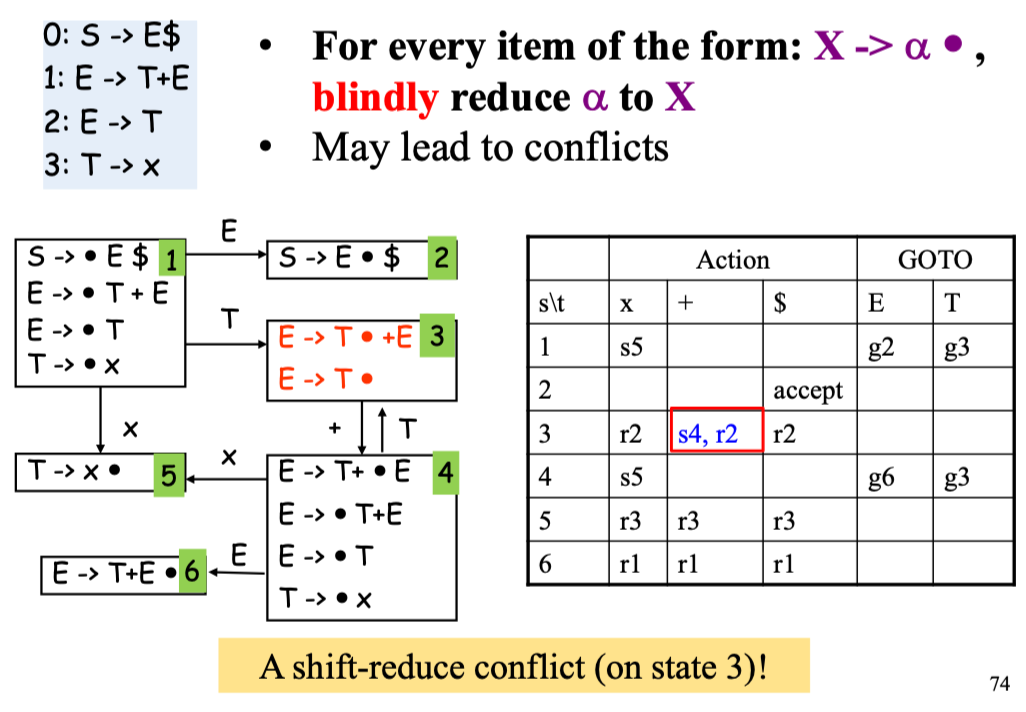 0: S -> E$
1: E -> T+E
2: E -> T
3: T -> x
• For every item of the form: X -> α •,
blindly reduce α to X
• May lead to conflicts
S -> • E $ 1
E -> • T + E
E -> • T
T -> • x
E
S -> E • $ 2
T
E -> T • +E 3
E -> T •
x
+
T
T -> x • 5
x
E -> T+ • E 4
E -> • T+E
E -> • T
T -> • x
E
E -> T+E • 6
Action GOTO
s\t x + $ E T
1 s5 g2 g3
2 accept
3 r2 s4, r2 r2
4 s5 g6 g3
5 r3 r3 r3
6 r1 r1 r1
A shift-reduce conflict (on state 3)!
74